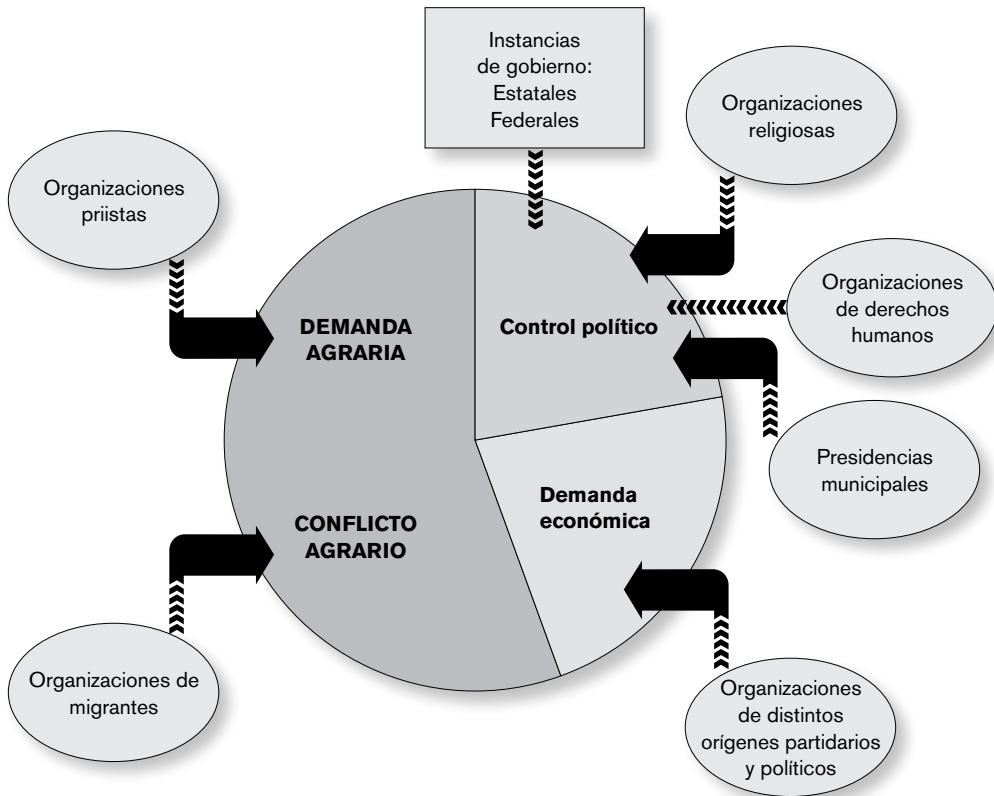 Instancias
de gobierno:
Estatales
Federales
Organizaciones
religiosas
Organizaciones
priistas
Organizaciones
de derechos
humanos
DEMANDA
AGRARIA
Control político
Presidencias
municipales
Demanda
económica
CONFLICTO
AGRARIO
Organizaciones de
migrantes
Organizaciones
de distintos
orígenes partidarios
y políticos